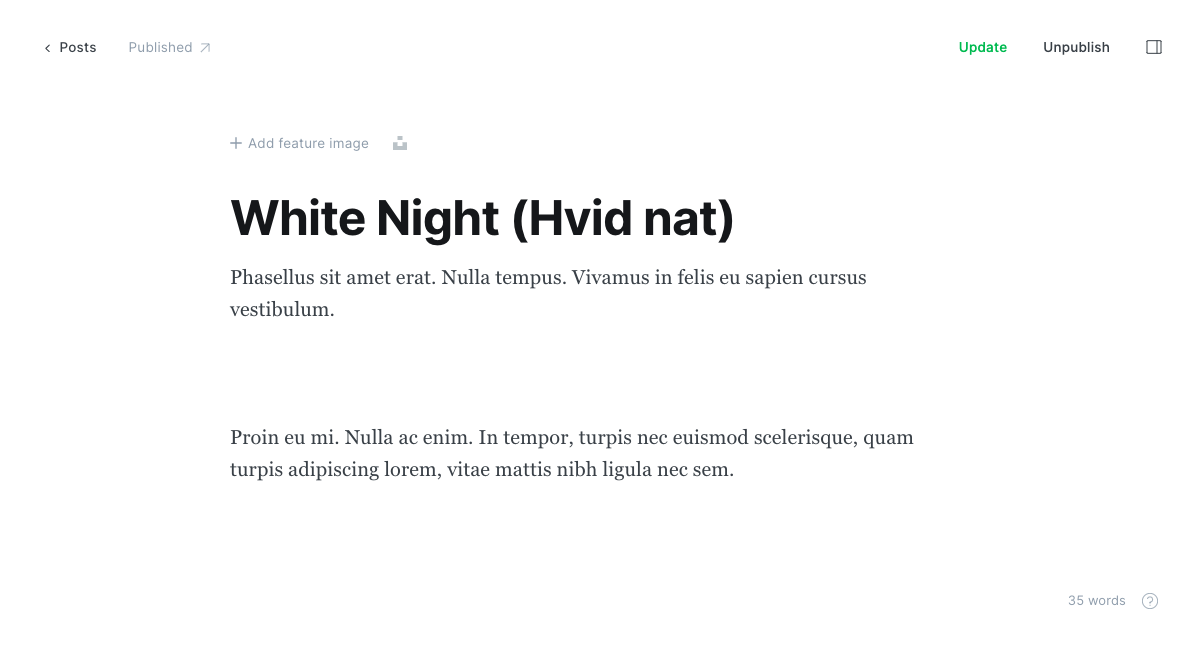 Posts
Published
Update
Unpublish
Add feature image
White Night (Hvid nat)
Phasellus sit amet erat. Nulla tempus. Vivamus in felis eu sapien cursus
vestibulum.
Proin eu mi. Nulla ac enim. In tempor, turpis nec euismod scelerisque, quam
turpis adipiscing lorem, vitae mattis nibh ligula nec sem.
35 words